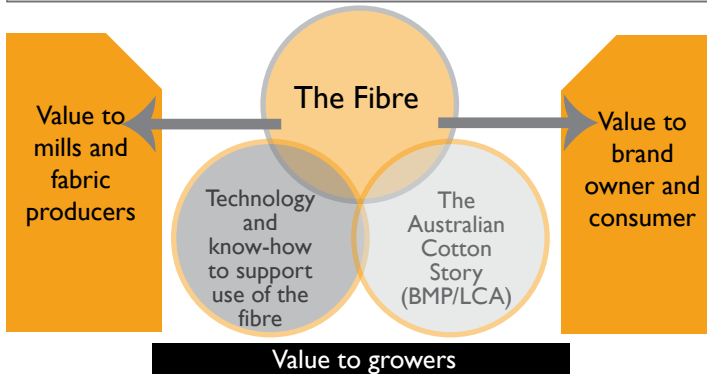 The Fibre
Value to
mills and
fabric
producers
Value to
brand
owner and
consumer
Technology
and
know-how
to support
use of the
fibre
The
Australian
Cotton
Story
(BMP/LCA)
Value to growers